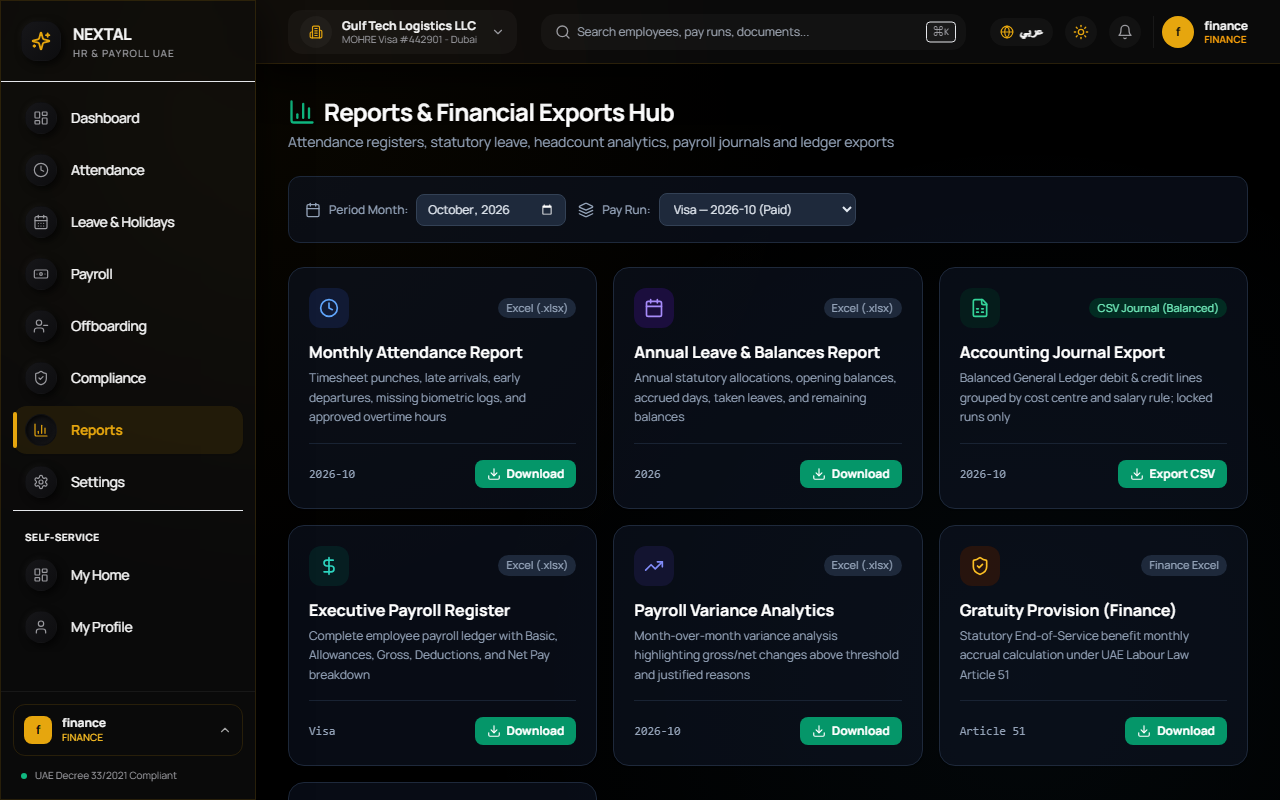 NEXTAL
HR & PAYROLL UAE
Dashboard
Attendance
Leave & Holidays
Payroll
Offboarding
Compliance
Reports
Settings
SELF-SERVICE
My Home
My Profile
f
finance
FINANCE
UAE Decree 33/2021 Compliant
Gulf Tech Logistics LLC
MOHRE Visa #442901 - Dubai
Search employees, pay runs, documents...
⌘K
عربي
f
finance
FINANCE
Reports & Financial Exports Hub
Attendance registers, statutory leave, headcount analytics, payroll journals and ledger exports
Period Month: October, 2026 Pay Run: Visa — 2026-10 (Paid)
Excel (.xlsx)
Monthly Attendance Report
Timesheet punches, late arrivals, early
departures, missing biometric logs, and
approved overtime hours
2026-10
Download
Excel (.xlsx)
Annual Leave & Balances Report
Annual statutory allocations, opening balances,
accrued days, taken leaves, and remaining
balances
2026
Download
CSV Journal (Balanced)
Accounting Journal Export
Balanced General Ledger debit & credit lines
grouped by cost centre and salary rule; locked
runs only
2026-10
Export CSV
Excel (.xlsx)
Executive Payroll Register
Complete employee payroll ledger with Basic,
Allowances, Gross, Deductions, and Net Pay
breakdown
Visa
Download
Excel (.xlsx)
Payroll Variance Analytics
Month-over-month variance analysis
highlighting gross/net changes above threshold
and justified reasons
2026-10
Download
Finance Excel
Gratuity Provision (Finance)
Statutory End-of-Service benefit monthly
accrual calculation under UAE Labour Law
Article 51
Article 51
Download